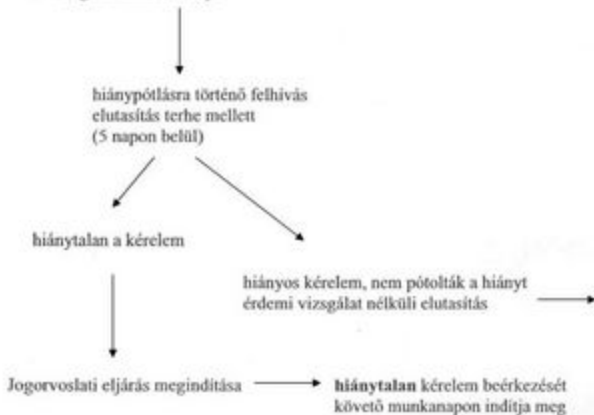 hiánypótlásra történő felhívás
elutasítás terhe mellett
(5 napon belül)
hiánytalan a kérelem
hiányos kérelem, nem pótolták a hiányt
érdemi vizsgálat nélküli elutasítás
Jogorvoslati eljárás megindítása
hiánytalan kérelem beérkezését
követő munkanapon indítja meg